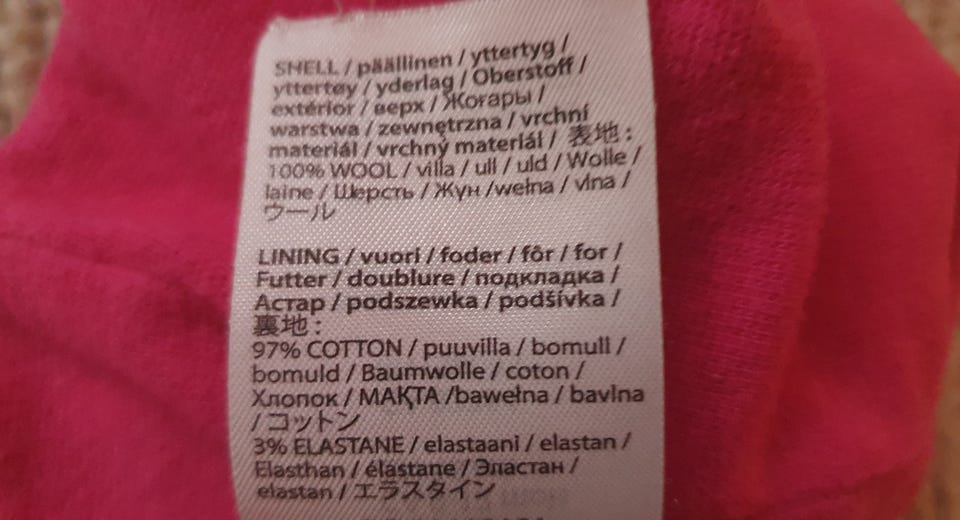 SHELL / päällinen / yttertyg /
yttertøy / yderlag / Oberstoff /
extérior / верх / Жоғары /
warstwa / zewnętrzna / vrchní
materiál / vrchný materiál / 表地 :
100% WOOL / villa / ull / uld / Wolle /
laine / Шерсть / Жүн /wełna / vlna /
ウール
LINING / vuori / foder / fôr / for /
Futter / doublure / подкладка /
Астар / podszewka / podšívka /
裏地 :
97% COTTON / puuvilla / bomull /
bomuld / Baumwolle / coton /
Хлопок / МАҚТА /bawełna / bavlna
/ コットン
3% ELASTANE / elastaani / elastan /
Elasthan / élastane / Эластан /
elastan / エラスタイン